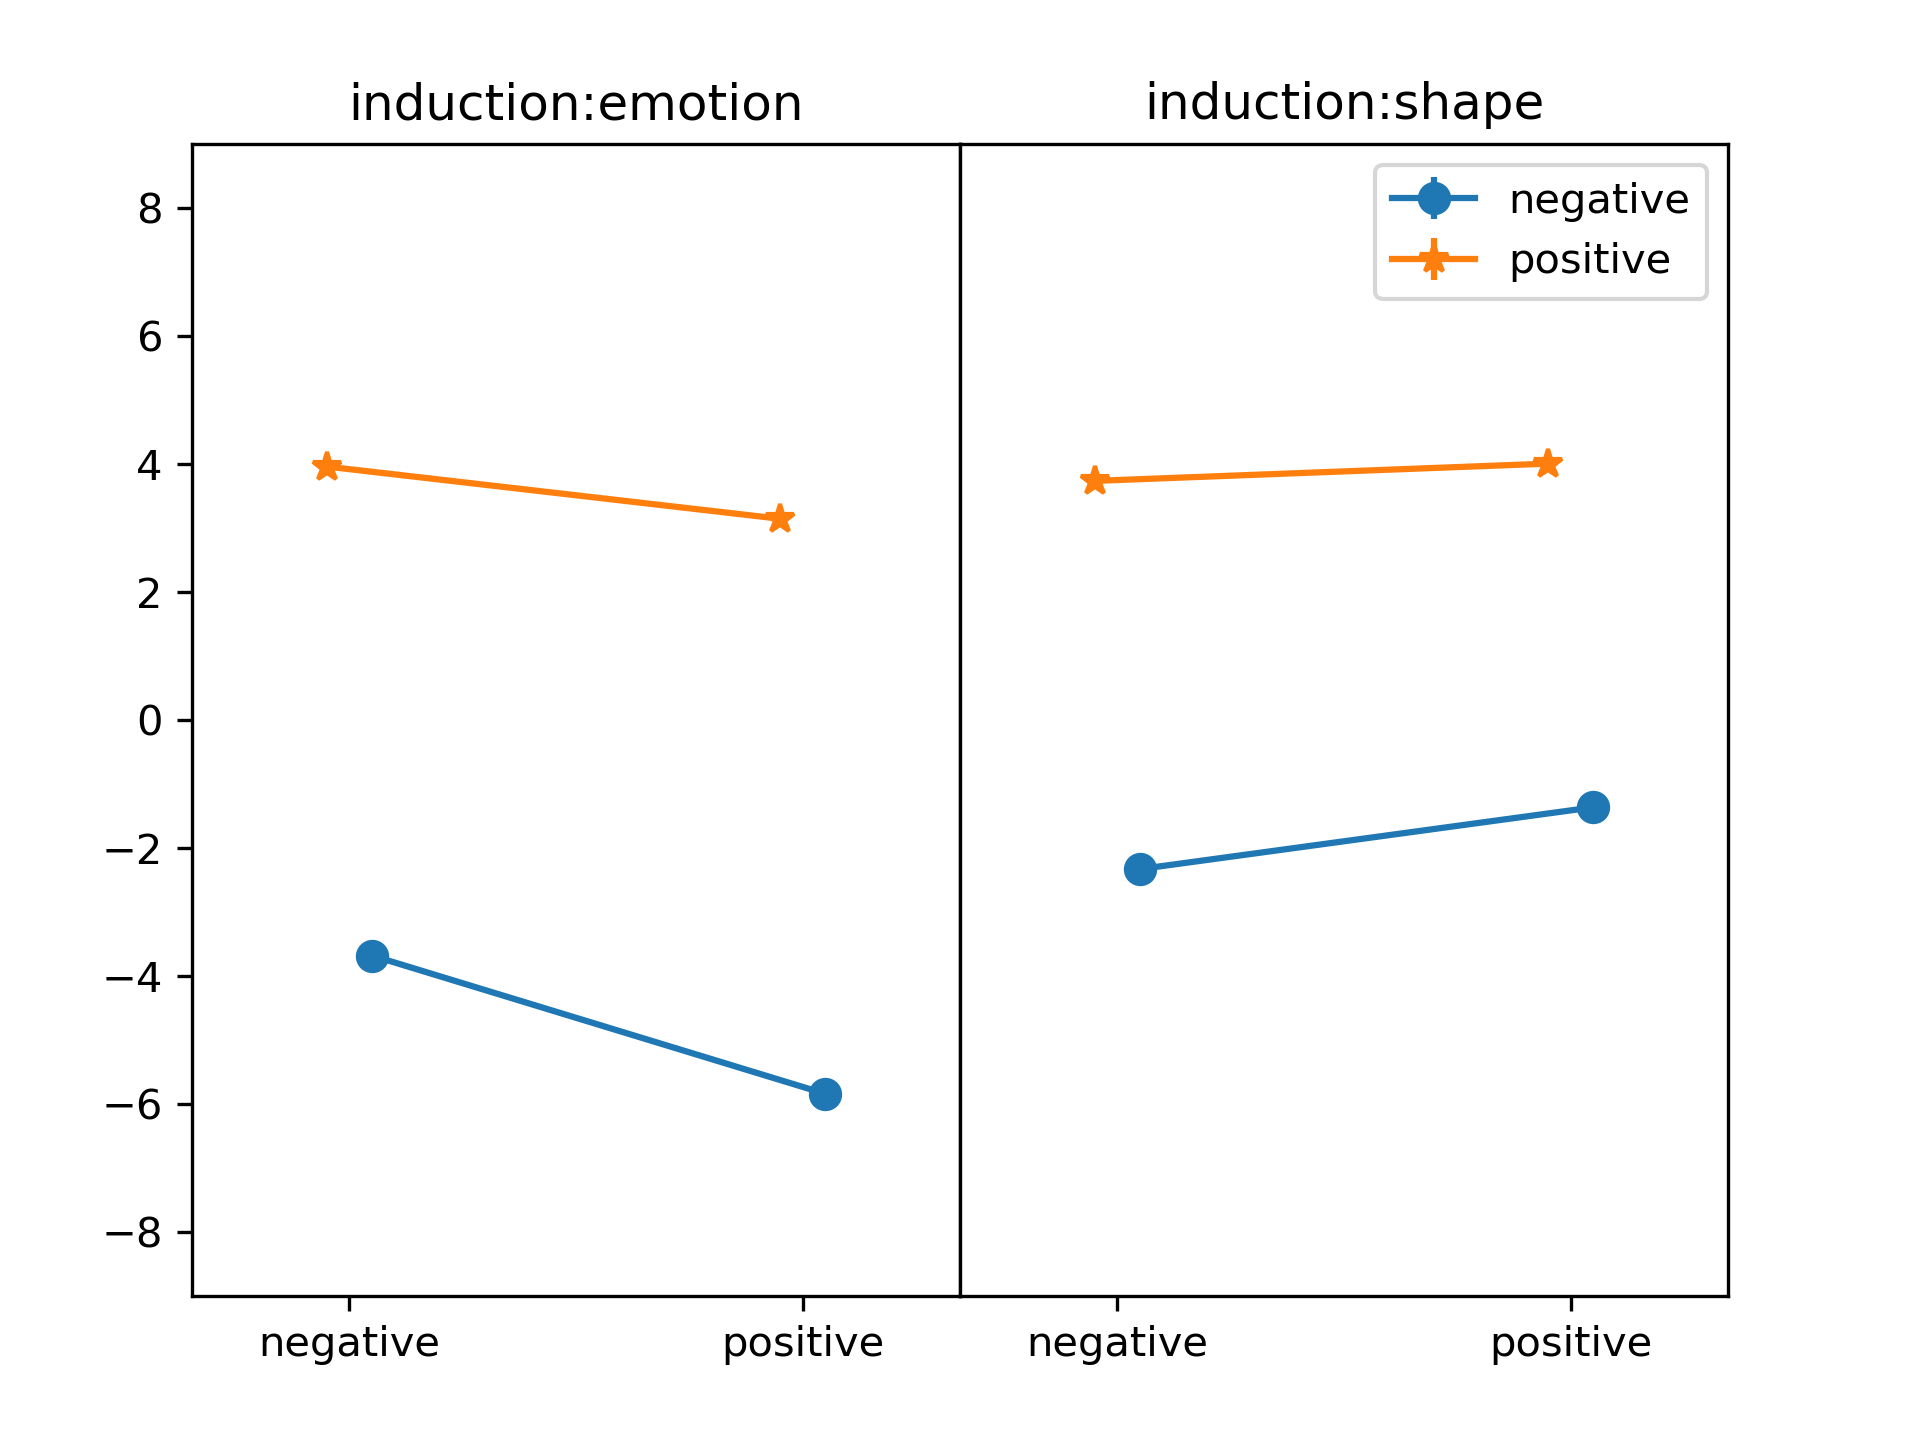 induction:emotion
induction:shape
negative
positive
8
6
4
2
0
−2
−4
−6
−8
negative positive negative positive